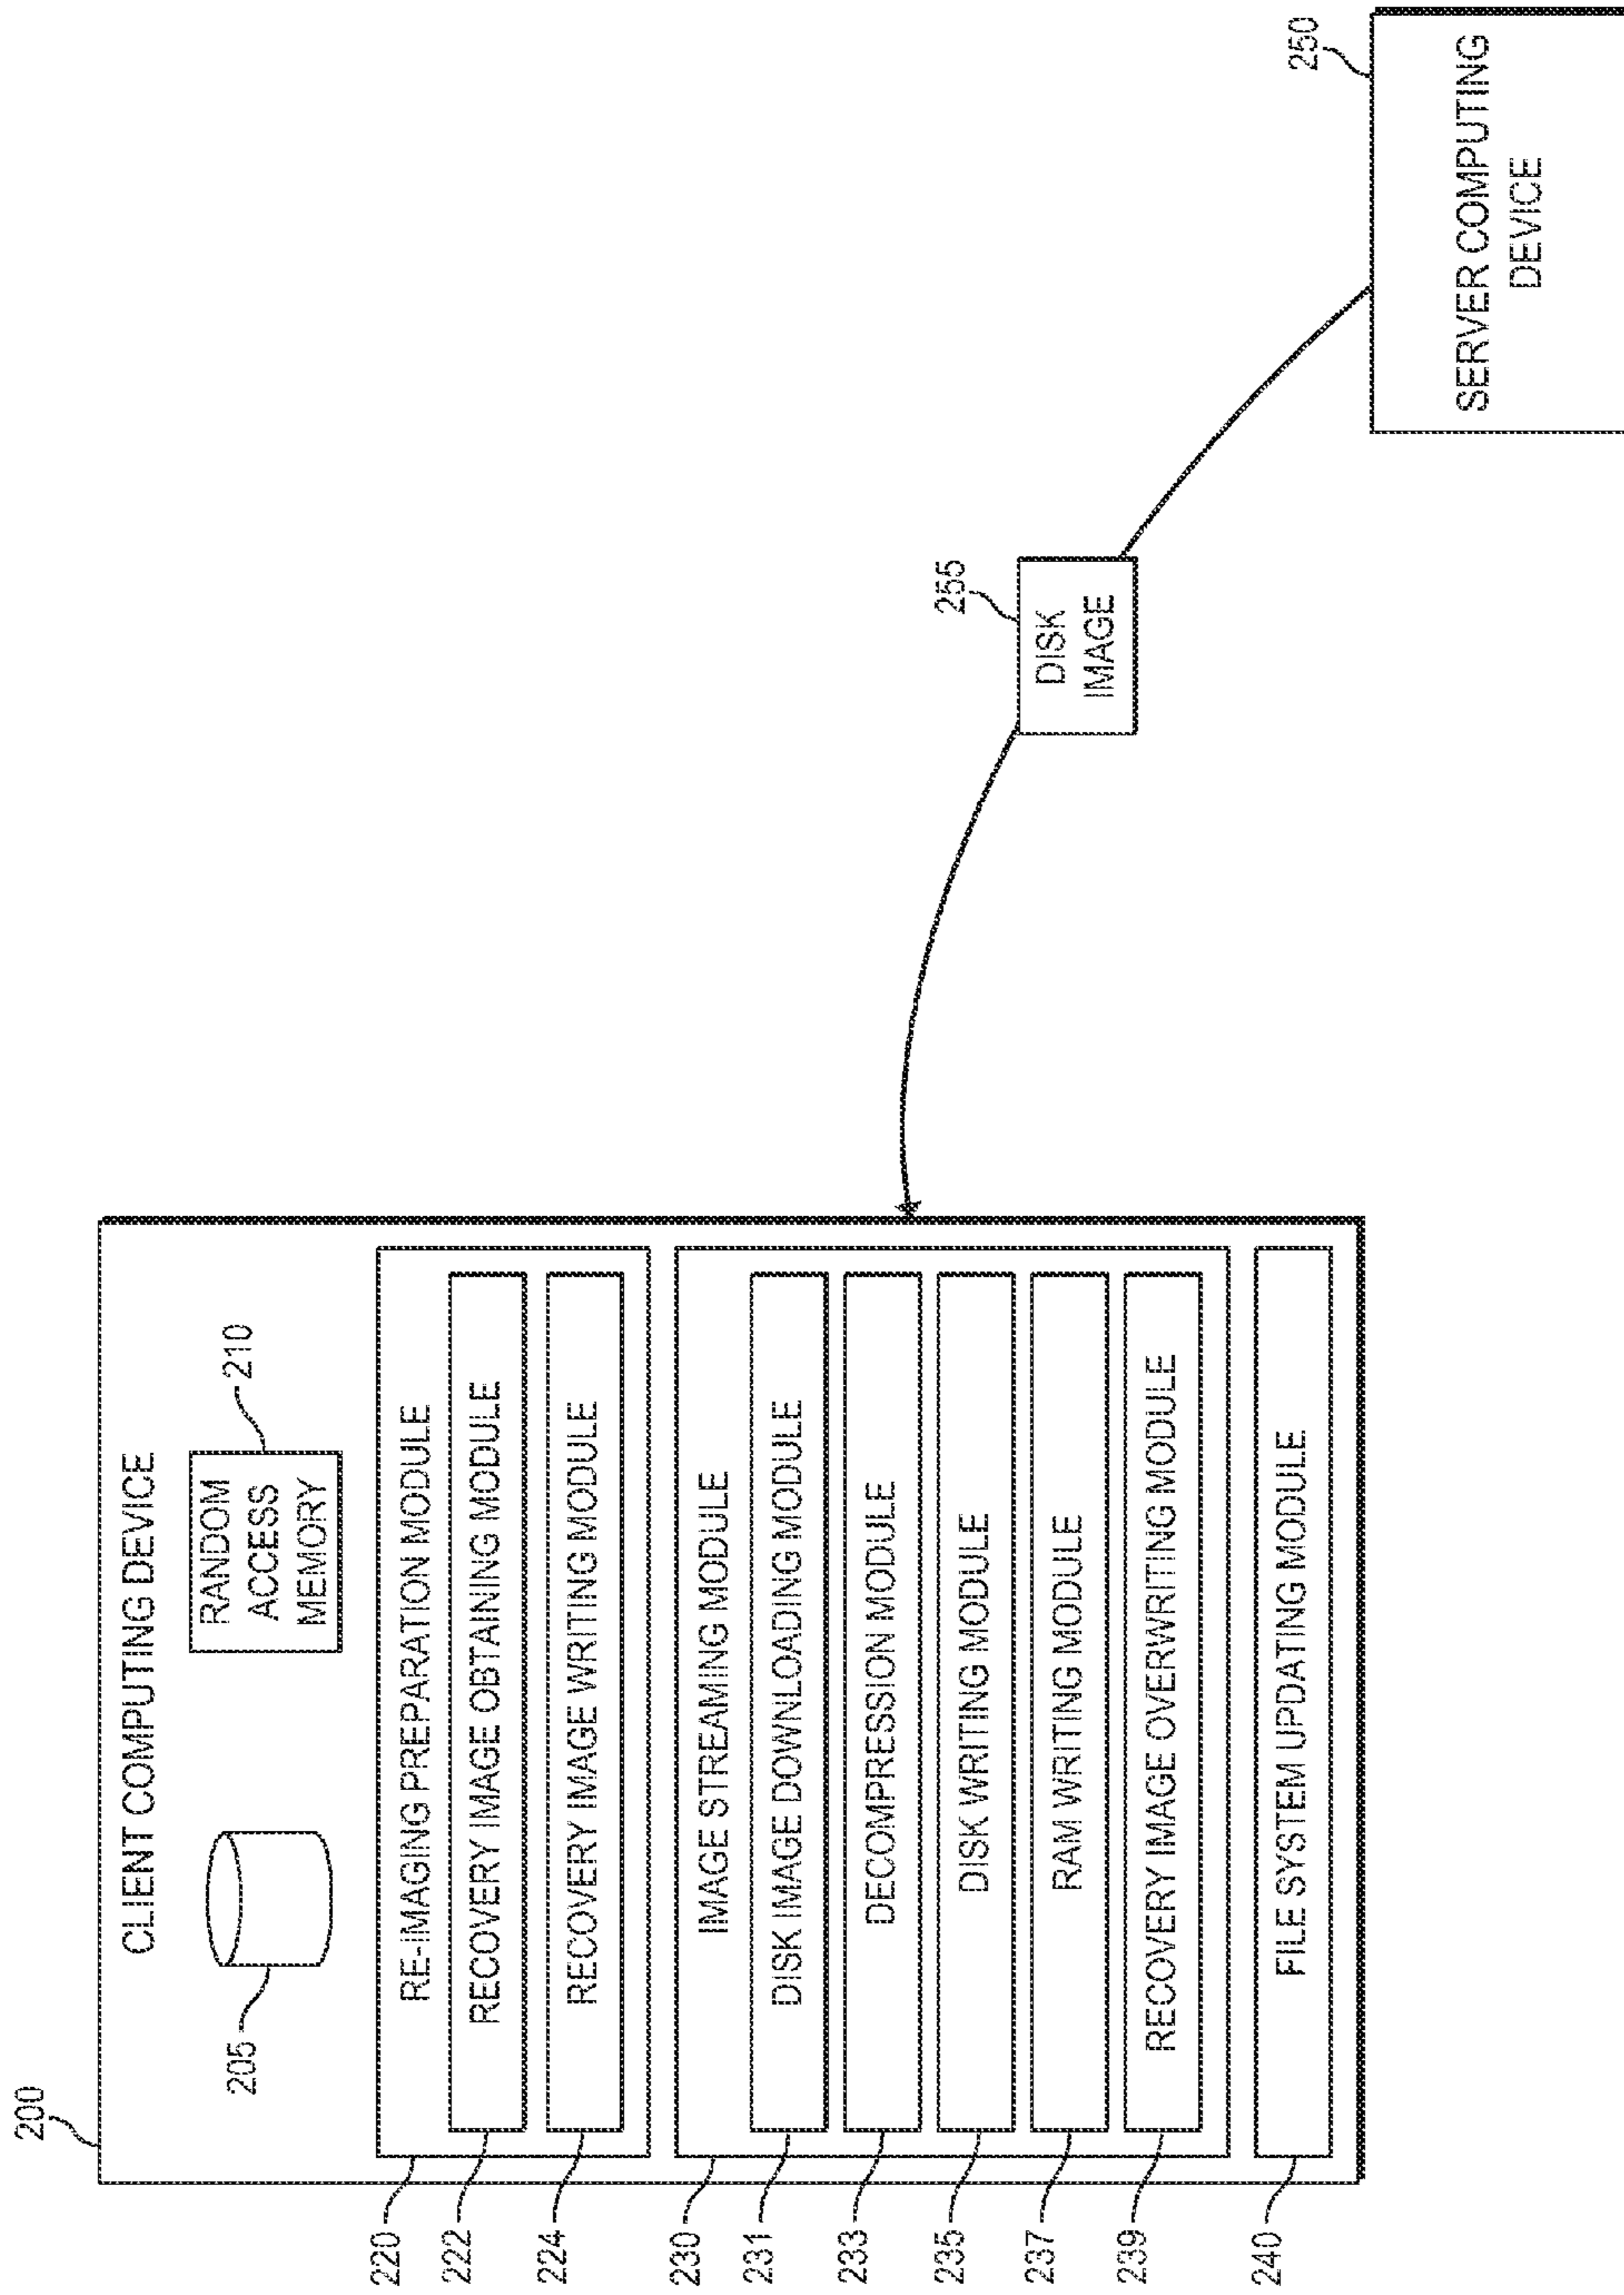 200
CLIENT COMPUTING DEVICE
205
RANDOM
ACCESS
MEMORY
210
220
RE-IMAGING PREPARATION MODULE
222
RECOVERY IMAGE OBTAINING MODULE
224
RECOVERY IMAGE WRITING MODULE
230
IMAGE STREAMING MODULE
231
DISK IMAGE DOWNLOADING MODULE
233
DECOMPRESSION MODULE
235
DISK WRITING MODULE
237
RAM WRITING MODULE
239
RECOVERY IMAGE OVERWRITING MODULE
240
FILE SYSTEM UPDATING MODULE
255
DISK
IMAGE
250
SERVER COMPUTING
DEVICE